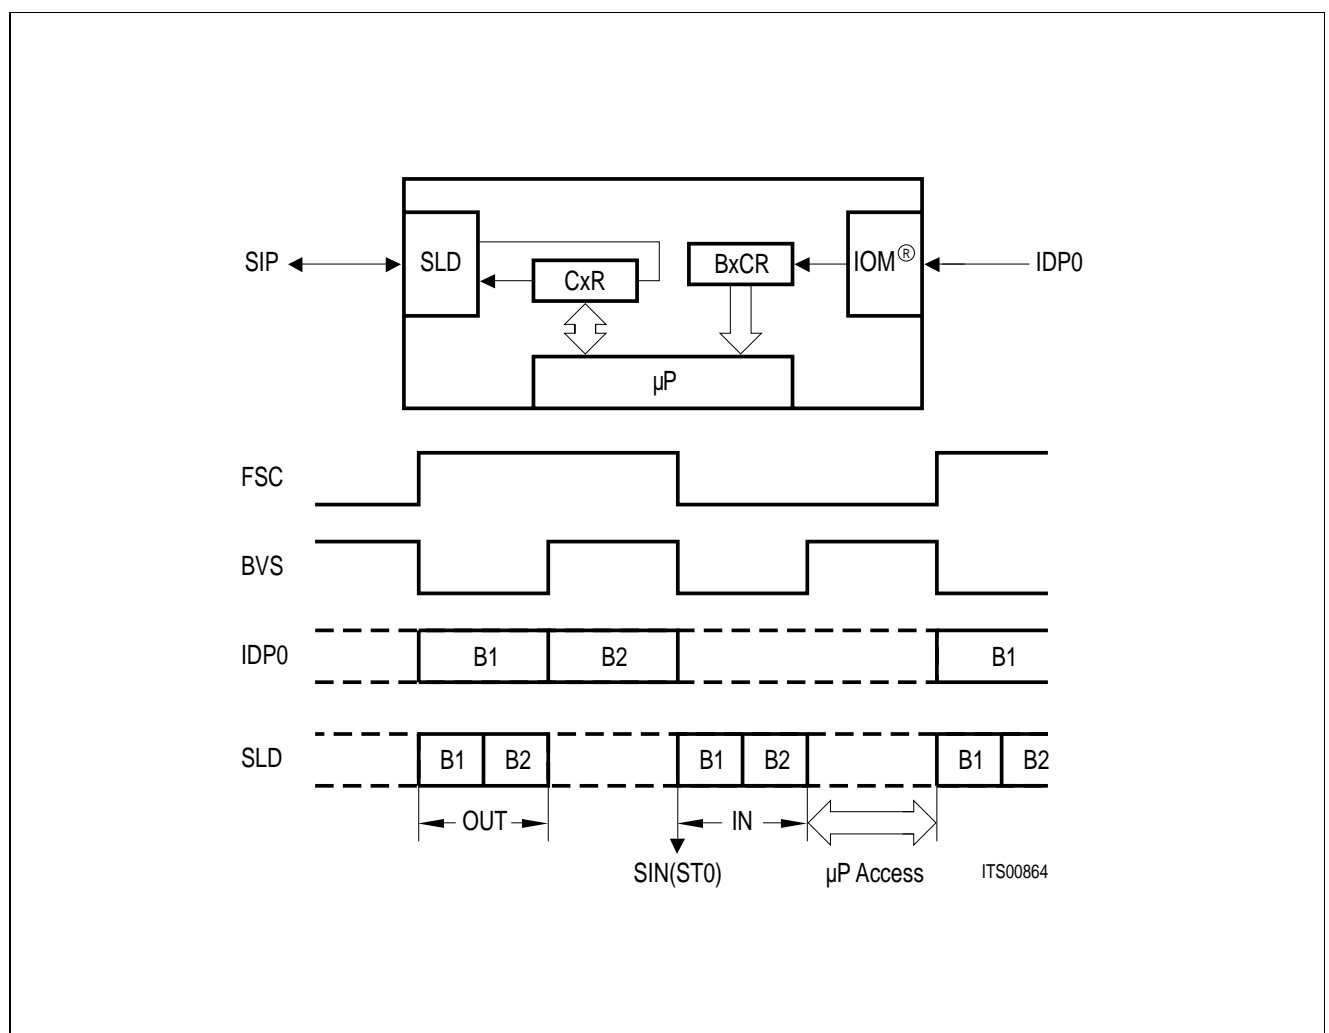 SIP
SLD
CxR
BxCR
IOM®
IDP0
µP
FSC
BVS
IDP0
B1
B2
B1
SLD
B1
B2
B1
B2
B1
B2
OUT
IN
SIN(ST0)
µP Access
ITS00864